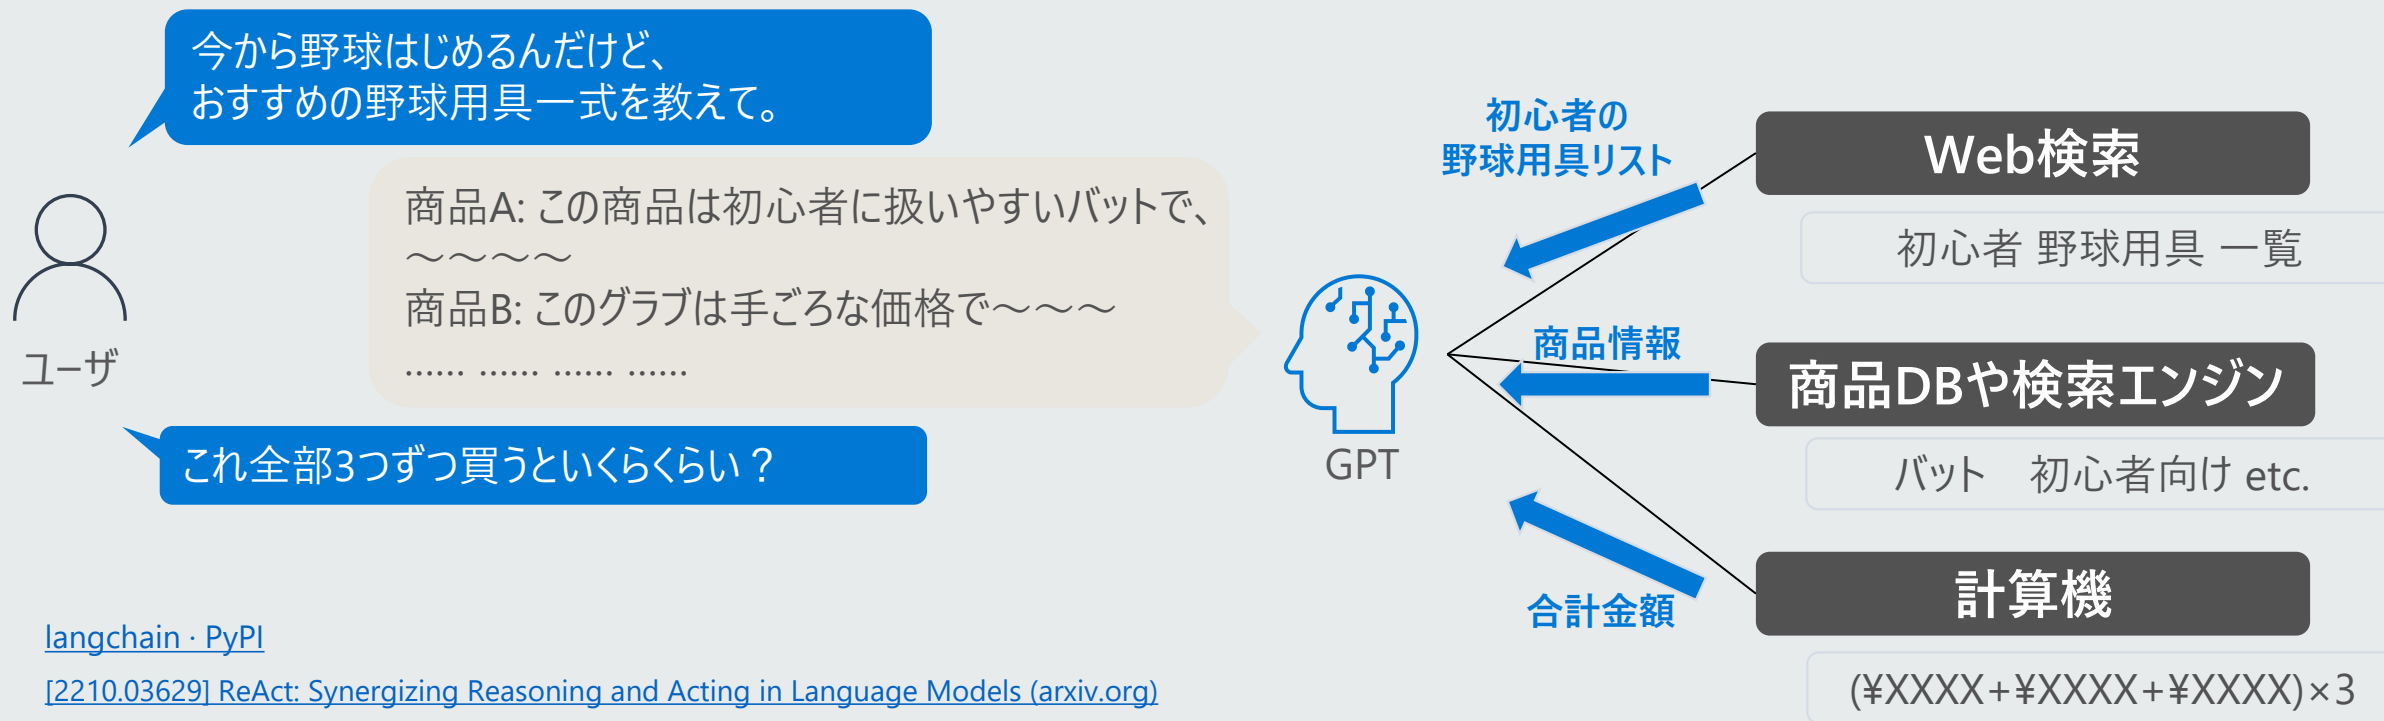 今から野球はじめるんだけど、
おすすめの野球用具一式を教えて。
商品A: この商品は初心者に扱いやすいバットで、
～～～～
商品B: このグラブは手ごろな価格で～～～
…… …… …… ……
ユーザ
これ全部3つずつ買うといくらくらい？
GPT
初心者の
野球用具リスト
Web検索
初心者 野球用具 一覧
商品情報
商品DBや検索エンジン
バット　初心者向け etc.
合計金額
計算機
(¥XXXX+¥XXXX+¥XXXX)×3
langchain · PyPI
[2210.03629] ReAct: Synergizing Reasoning and Acting in Language Models (arxiv.org)